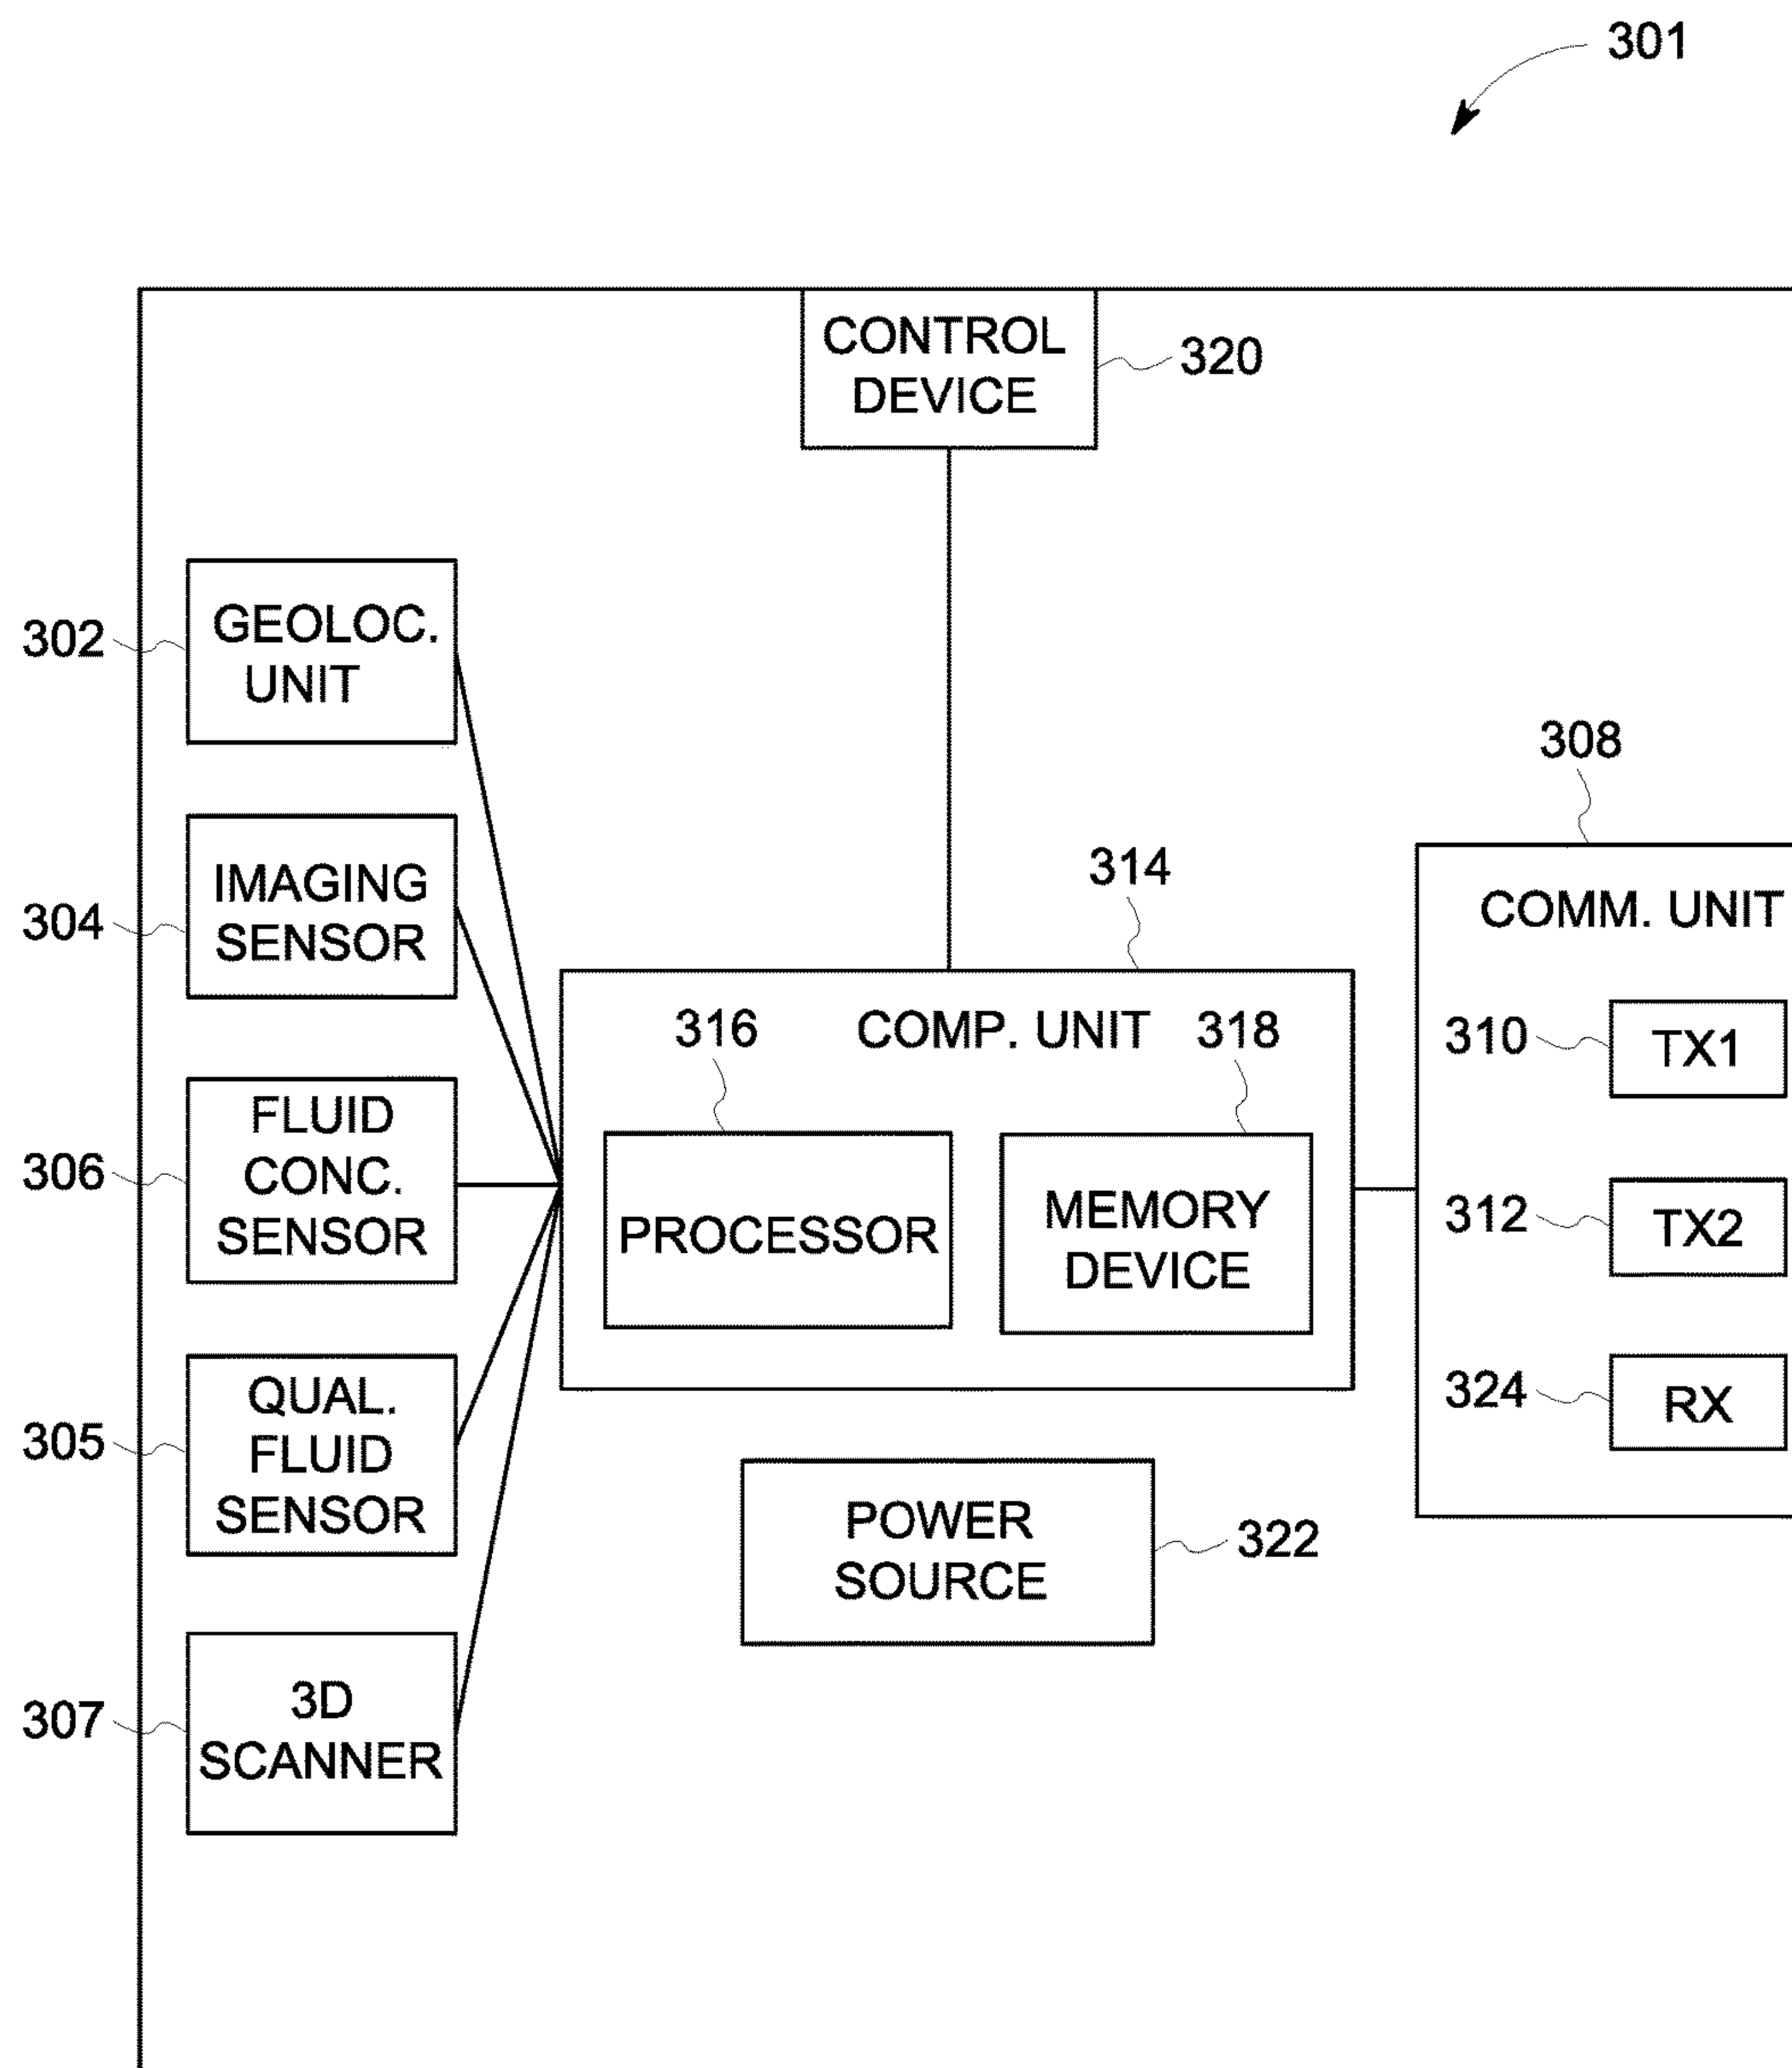 301
CONTROL
DEVICE
320
302
GEOLOC.
UNIT
308
304
IMAGING
SENSOR
314
COMM. UNIT
316
COMP. UNIT
318
310
TX1
306
FLUID
CONC.
SENSOR
PROCESSOR
MEMORY
DEVICE
312
TX2
305
QUAL.
FLUID
SENSOR
324
RX
POWER
SOURCE
322
307
3D
SCANNER